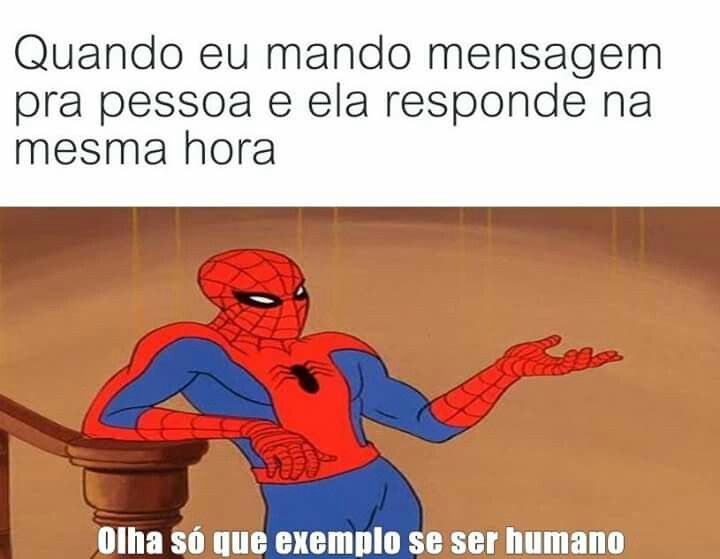 Quando eu mando mensagem
pra pessoa e ela responde na
mesma hora
Olha só que exemplo se ser humano